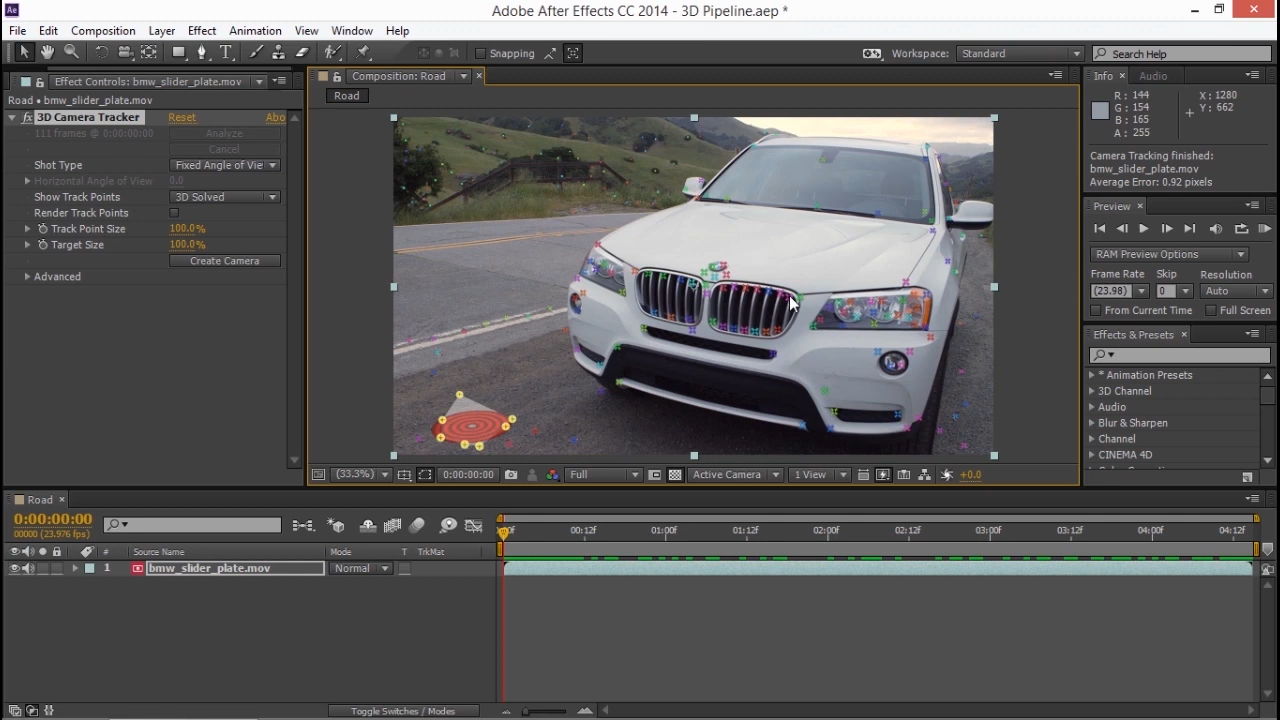 Adobe After Effects CC 2014 - 3D Pipeline.aep *
File Edit Composition Layer Effect Animation View Window Help
Snapping
Workspace: Standard
Search Help
Effect Controls: bmw_slider_plate.mov
Road • bmw_slider_plate.mov
fx 3D Camera Tracker Reset Abo
111 frames @ 0:00:00:00 Analyze
Cancel
Shot Type Fixed Angle of Vie
Horizontal Angle of View 0.0
Show Track Points 3D Solved
Render Track Points
Track Point Size 100.0%
Target Size 100.0%
Create Camera
Advanced
Composition: Road
Road
(33.3%) 0:00:00:00 Full Active Camera 1 View +0.0
Info Audio
R: 144 X: 1280
G: 154 Y: 662
B: 165
A: 255
Camera Tracking finished:
bmw_slider_plate.mov
Average Error: 0.92 pixels
Preview
RAM Preview Options
Frame Rate Skip Resolution
(23.98) 0 Auto
From Current Time Full Screen
Effects & Presets
* Animation Presets
3D Channel
Audio
Blur & Sharpen
Channel
CINEMA 4D
Road
0:00:00:00
00000 (23.976 fps)
00:12f 01:00f 01:12f 02:00f 02:12f 03:00f 03:12f 04:00f 04:12f
# Source Name Mode T TrkMat
1 bmw_slider_plate.mov Normal
Toggle Switches / Modes